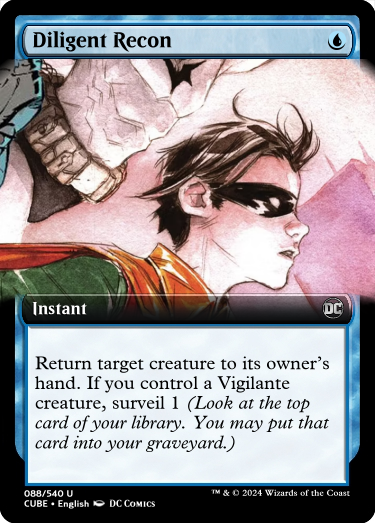 Diligent Recon
Instant
DC
Return target creature to its owner's
hand. If you control a Vigilante
creature, surveil 1 (Look at the top
card of your library. You may put that
card into your graveyard.)
088/540 U
CUBE • English DC Comics
™ & © 2024 Wizards of the Coast